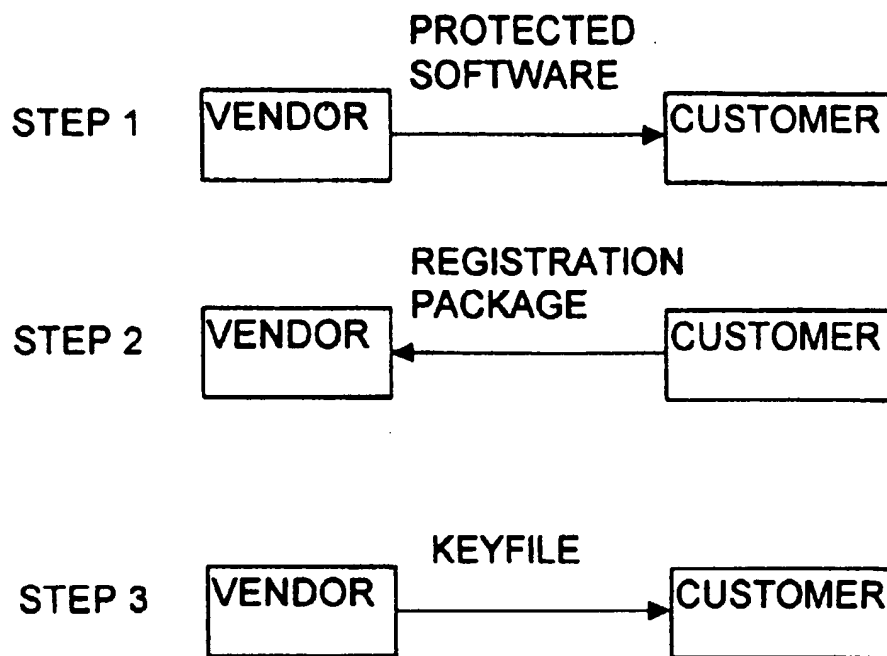 PROTECTED
SOFTWARE
STEP 1
VENDOR
CUSTOMER
REGISTRATION
PACKAGE
STEP 2
VENDOR
CUSTOMER
KEYFILE
STEP 3
VENDOR
CUSTOMER